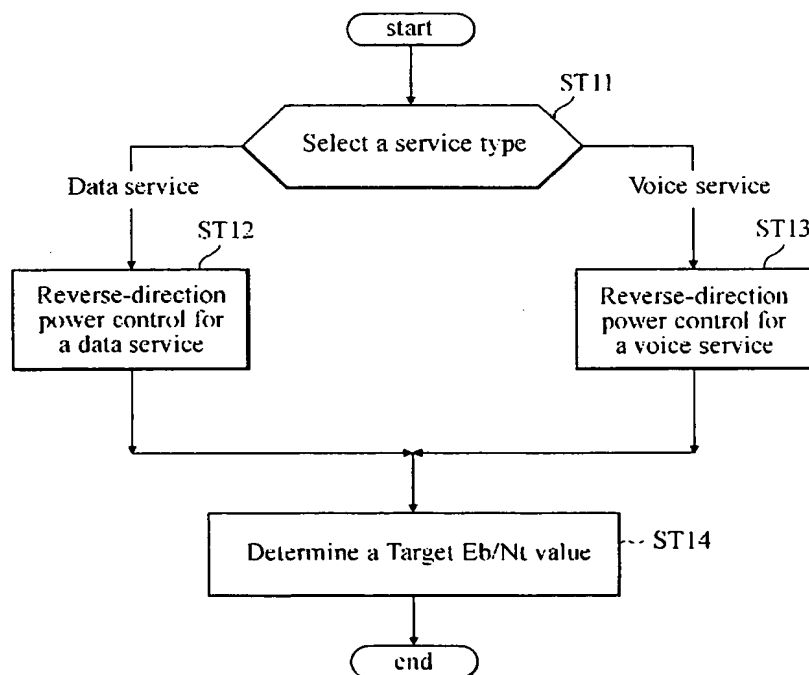 start
ST11
Select a service type
Data service
Voice service
ST12
ST13
Reverse-direction
power control for
a data service
Reverse-direction
power control for
a voice service
Determine a Target Eb/Nt value
ST14
end